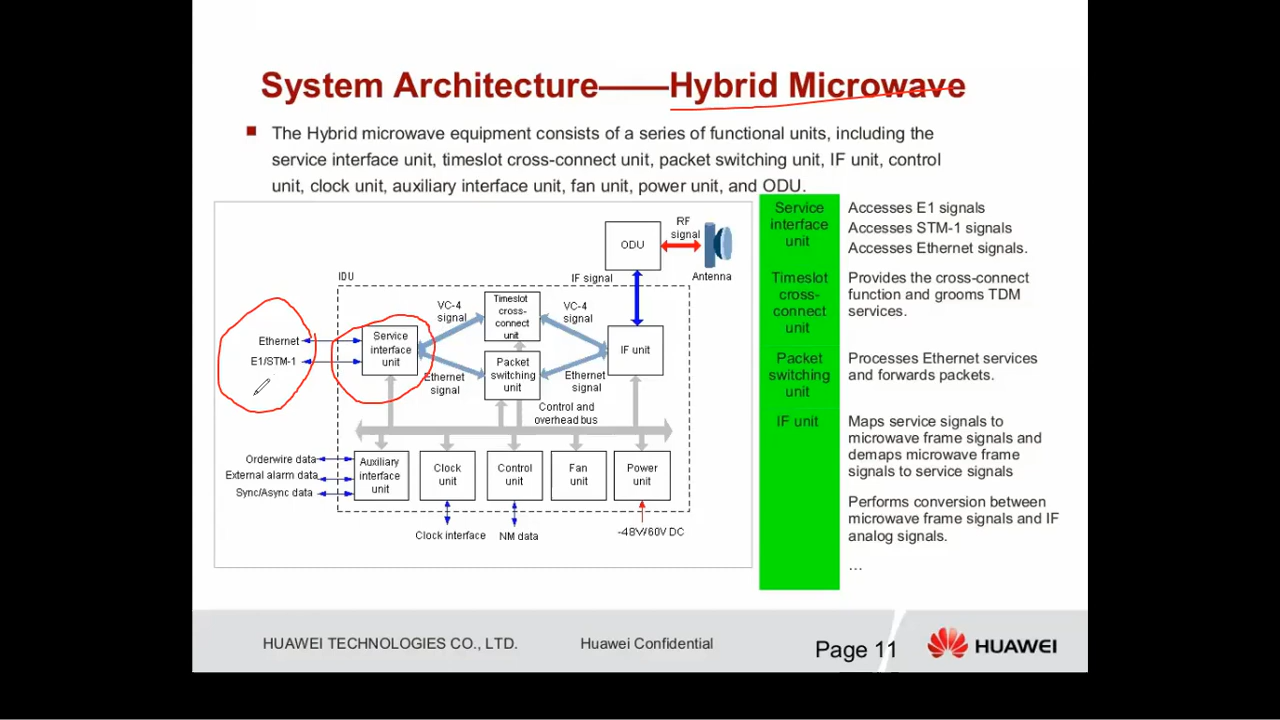 System Architecture——Hybrid Microwave
The Hybrid microwave equipment consists of a series of functional units, including the
service interface unit, timeslot cross-connect unit, packet switching unit, IF unit, control
unit, clock unit, auxiliary interface unit, fan unit, power unit, and ODU.
ODU
RF
signal
Antenna
IF signal
IDU
Ethernet
E1/STM-1
Service
interface
unit
VC-4
signal
Timeslot
cross-
connect
unit
VC-4
signal
Ethernet
signal
Packet
switching
unit
Ethernet
signal
IF unit
Control and
overhead bus
Orderwire data
External alarm data
Sync/Async data
Auxiliary
interface
unit
Clock
unit
Control
unit
Fan
unit
Power
unit
Clock interface
NM data
-48V/60V DC
Service
interface
unit
Accesses E1 signals
Accesses STM-1 signals
Accesses Ethernet signals.
Timeslot
cross-
connect
unit
Provides the cross-connect
function and grooms TDM
services.
Packet
switching
unit
Processes Ethernet services
and forwards packets.
IF unit
Maps service signals to
microwave frame signals and
demaps microwave frame
signals to service signals
Performs conversion between
microwave frame signals and IF
analog signals.
…
HUAWEI TECHNOLOGIES CO., LTD.
Huawei Confidential
Page 11
HUAWEI